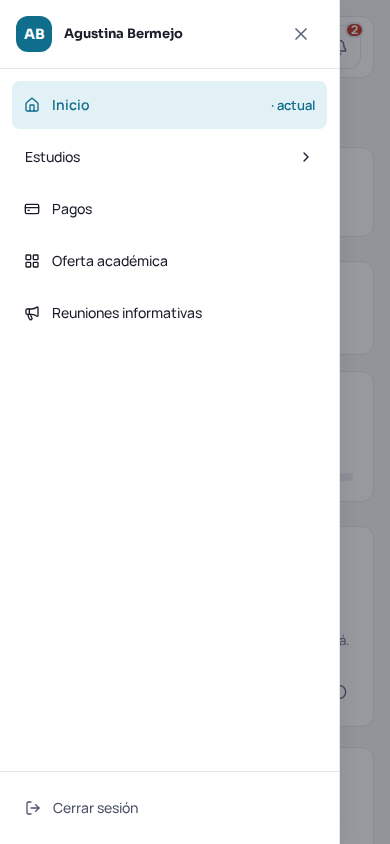 AB
Agustina Bermejo
2
Inicio
· actual
Estudios
Pagos
Oferta académica
Reuniones informativas
á.
Cerrar sesión